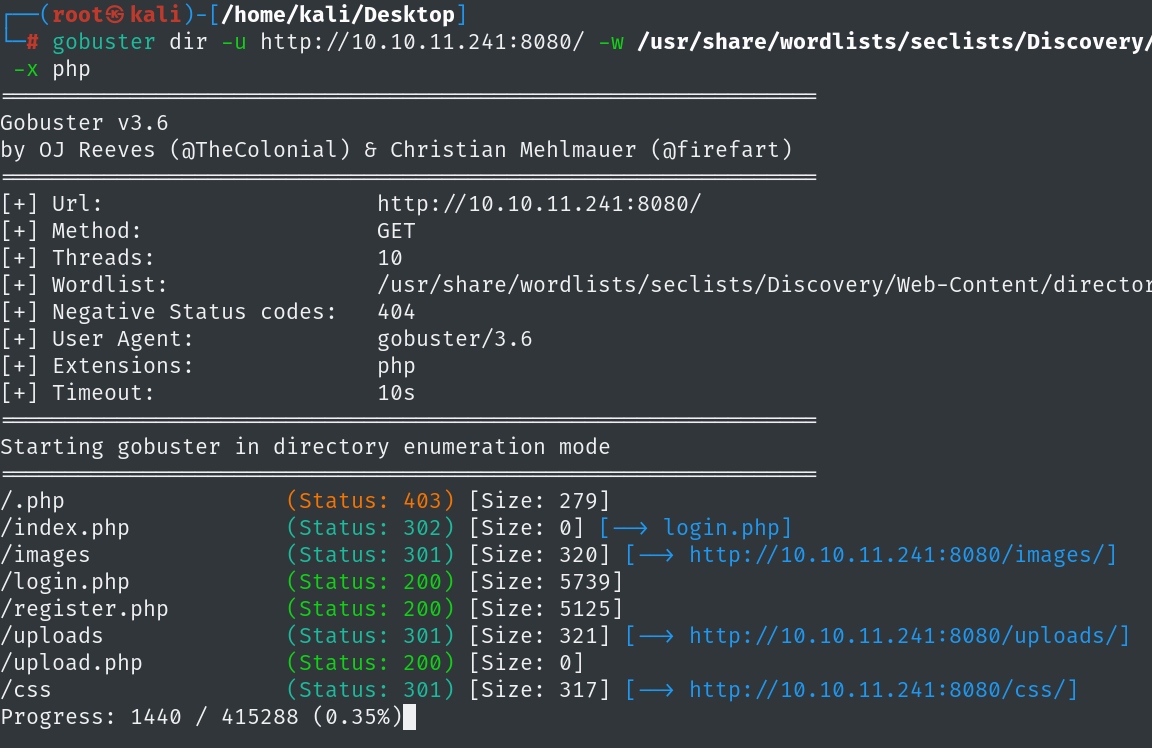 ┌──(root㉿kali)-[/home/kali/Desktop]
└─# gobuster dir -u http://10.10.11.241:8080/ -w /usr/share/wordlists/seclists/Discovery/
-x php
===============================================================
Gobuster v3.6
by OJ Reeves (@TheColonial) & Christian Mehlmauer (@firefart)
===============================================================
[+] Url:                     http://10.10.11.241:8080/
[+] Method:                  GET
[+] Threads:                 10
[+] Wordlist:                /usr/share/wordlists/seclists/Discovery/Web-Content/director
[+] Negative Status codes:   404
[+] User Agent:              gobuster/3.6
[+] Extensions:              php
[+] Timeout:                 10s
===============================================================
Starting gobuster in directory enumeration mode
===============================================================
/.php                 (Status: 403) [Size: 279]
/index.php            (Status: 302) [Size: 0] [--> login.php]
/images               (Status: 301) [Size: 320] [--> http://10.10.11.241:8080/images/]
/login.php            (Status: 200) [Size: 5739]
/register.php         (Status: 200) [Size: 5125]
/uploads              (Status: 301) [Size: 321] [--> http://10.10.11.241:8080/uploads/]
/upload.php           (Status: 200) [Size: 0]
/css                  (Status: 301) [Size: 317] [--> http://10.10.11.241:8080/css/]
Progress: 1440 / 415288 (0.35%)